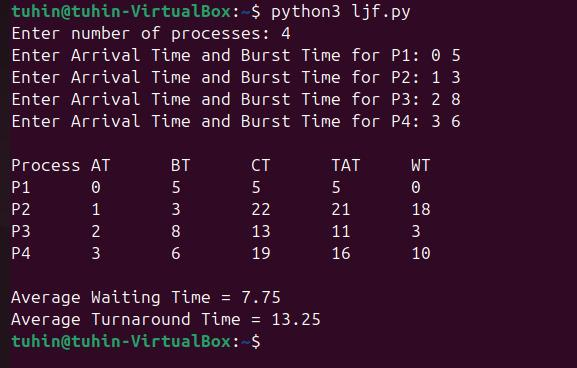 tuhin@tuhin-VirtualBox:~$ python3 ljf.py
Enter number of processes: 4
Enter Arrival Time and Burst Time for P1: 0 5
Enter Arrival Time and Burst Time for P2: 1 3
Enter Arrival Time and Burst Time for P3: 2 8
Enter Arrival Time and Burst Time for P4: 3 6
Process AT BT CT TAT WT
P1 0 5 5 5 0
P2 1 3 22 21 18
P3 2 8 13 11 3
P4 3 6 19 16 10
Average Waiting Time = 7.75
Average Turnaround Time = 13.25
tuhin@tuhin-VirtualBox:~$